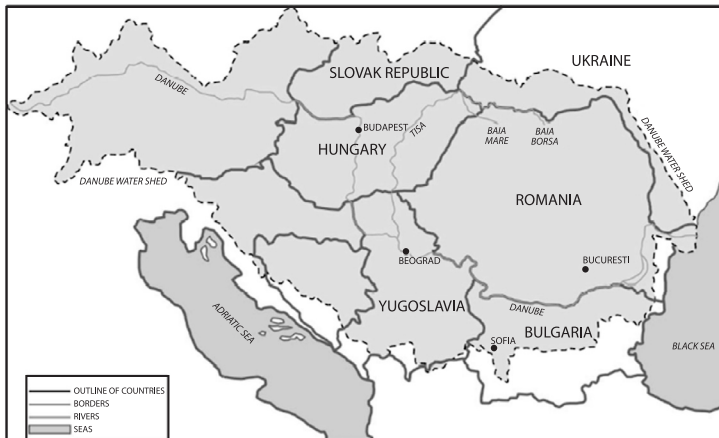 UKRAINE
SLOVAK REPUBLIC
DANUBE
BUDAPEST
TISA
BAIA
MARE
BAIA
BORSA
DANUBE WATER SHED
HUNGARY
DANUBE WATER SHED
ROMANIA
BEOGRAD
BUCURESTI
ADRIATIC SEA
YUGOSLAVIA
DANUBE
BULGARIA
SOFIA
BLACK SEA
OUTLINE OF COUNTRIES
BORDERS
RIVERS
SEAS